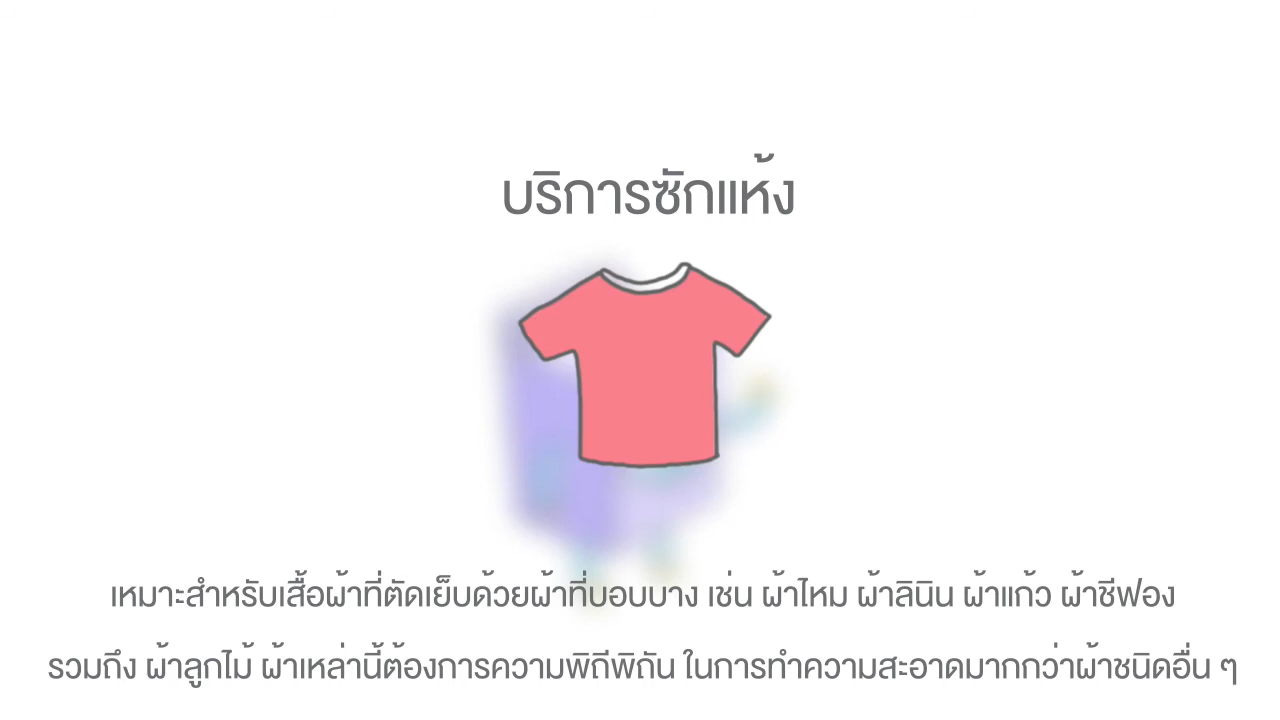 บริการซักแห้ง
เหมาะสำหรับเสื้อผ้าที่ตัดเย็บด้วยผ้าที่บอบบาง เช่น ผ้าไหม ผ้าลินิน ผ้าแก้ว ผ้าชีฟอง
รวมถึง ผ้าลูกไม้ ผ้าเหล่านี้ต้องการความพิถีพิถัน ในการทำความสะอาดมากกว่าผ้าชนิดอื่น ๆ